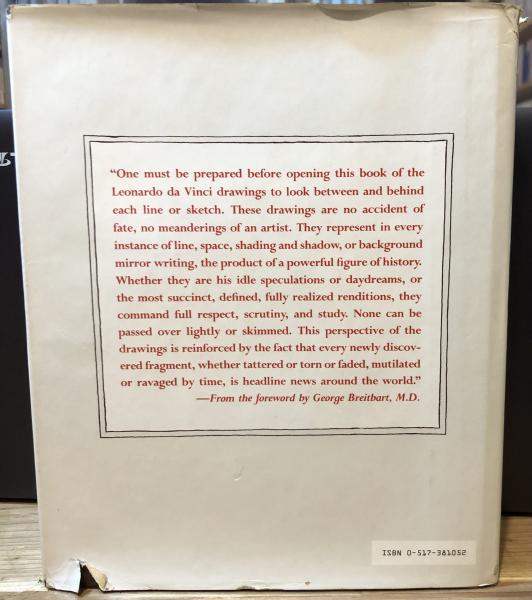 “One must be prepared before opening this book of the
Leonardo da Vinci drawings to look between and behind
each line or sketch. These drawings are no accident of
fate, no meanderings of an artist. They represent in every
instance of line, space, shading and shadow, or background
mirror writing, the product of a powerful figure of history.
Whether they are his idle speculations or daydreams, or
the most succinct, defined, fully realized renditions, they
command full respect, scrutiny, and study. None can be
passed over lightly or skimmed. This perspective of the
drawings is reinforced by the fact that every newly discov-
ered fragment, whether tattered or torn or faded, mutilated
or ravaged by time, is headline news around the world.”
—From the foreword by George Breitbart, M.D.
ISBN 0-517-381052